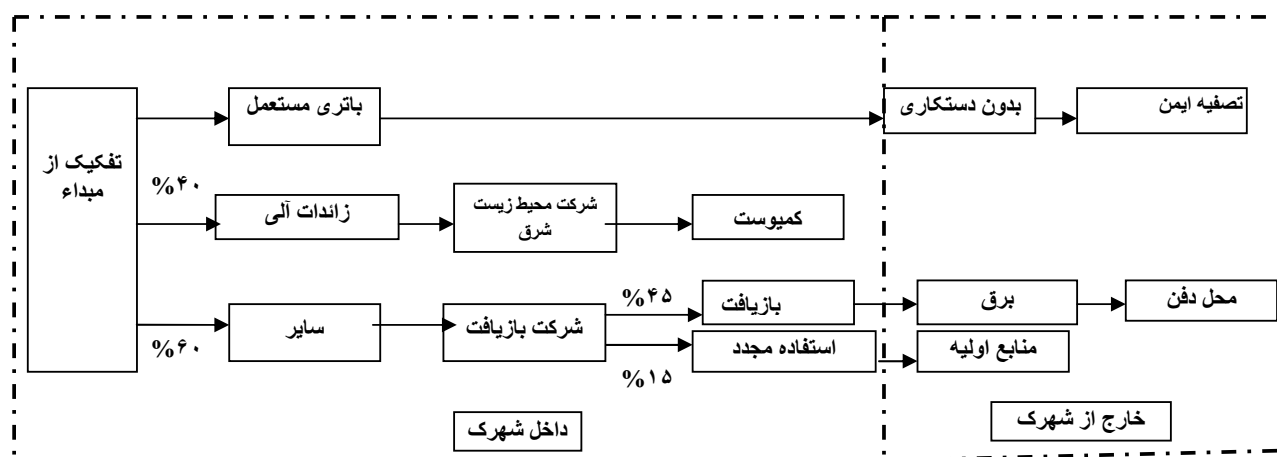 باتری مستعمل
بدون دستکاری
تصفیه ایمن
تفکیک از
مبداء
%۴۰
زائدات آلی
شرکت محیط زیست
شرق
کمپوست
%۶۰
سایر
شرکت بازیافت
%۴۵
بازیافت
برق
محل دفن
%۱۵
استفاده مجدد
منابع اولیه
داخل شهرک
خارج از شهرک